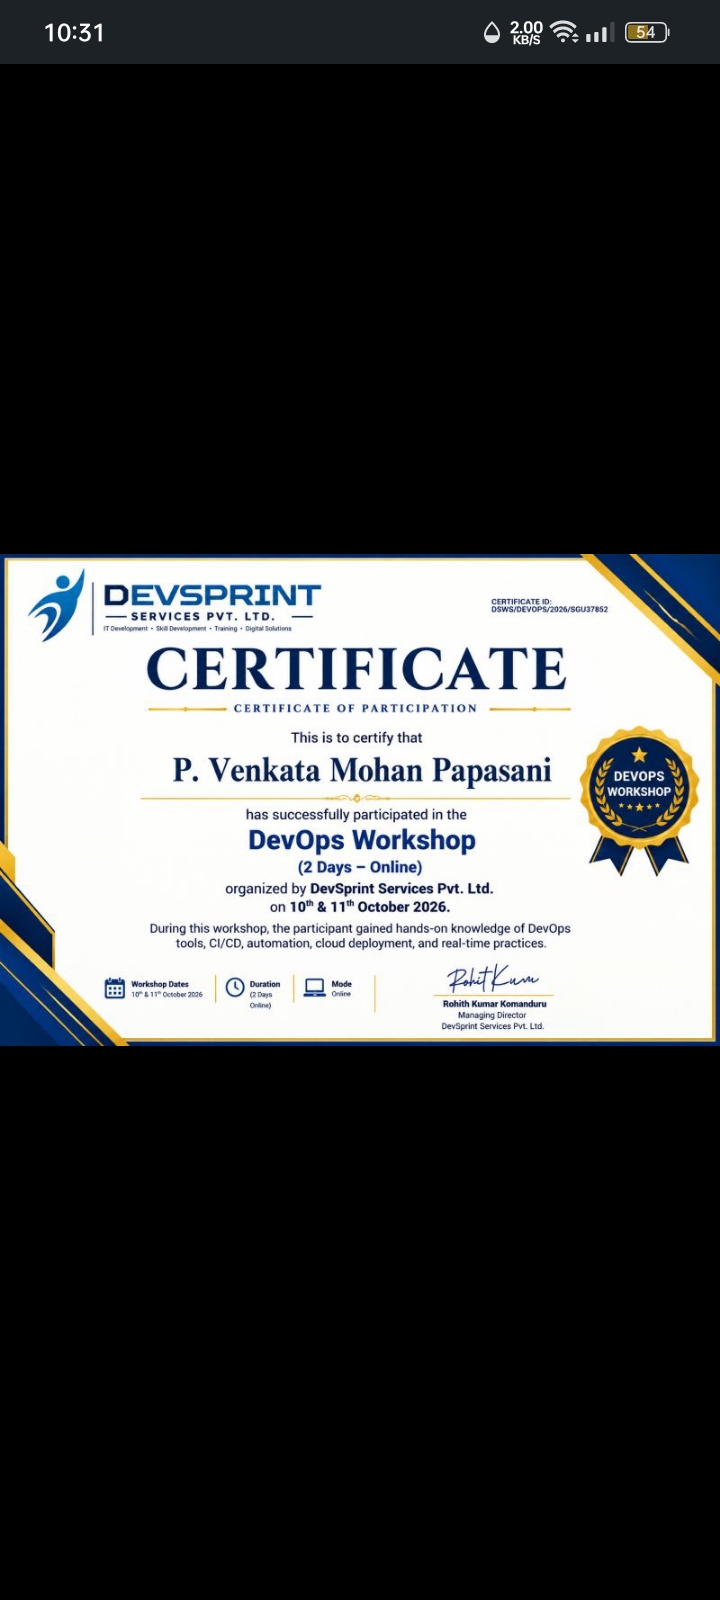 10:31
2.00
KB/S
54
DEVSPRINT
SERVICES PVT. LTD.
IT Development • Skill Development • Training • Digital Solutions
CERTIFICATE ID:
DSWS/DEVOPS/2026/SGU37852
CERTIFICATE
CERTIFICATE OF PARTICIPATION
This is to certify that
P. Venkata Mohan Papasani
DEVOPS
WORKSHOP
has successfully participated in the
DevOps Workshop
(2 Days – Online)
organized by DevSprint Services Pvt. Ltd.
on 10th & 11th October 2026.
During this workshop, the participant gained hands-on knowledge of DevOps
tools, CI/CD, automation, cloud deployment, and real-time practices.
Workshop Dates
10th & 11th October 2026
Duration
(2 Days
Online)
Mode
Online
Rohit Kum
Rohith Kumar Komanduru
Managing Director
DevSprint Services Pvt. Ltd.